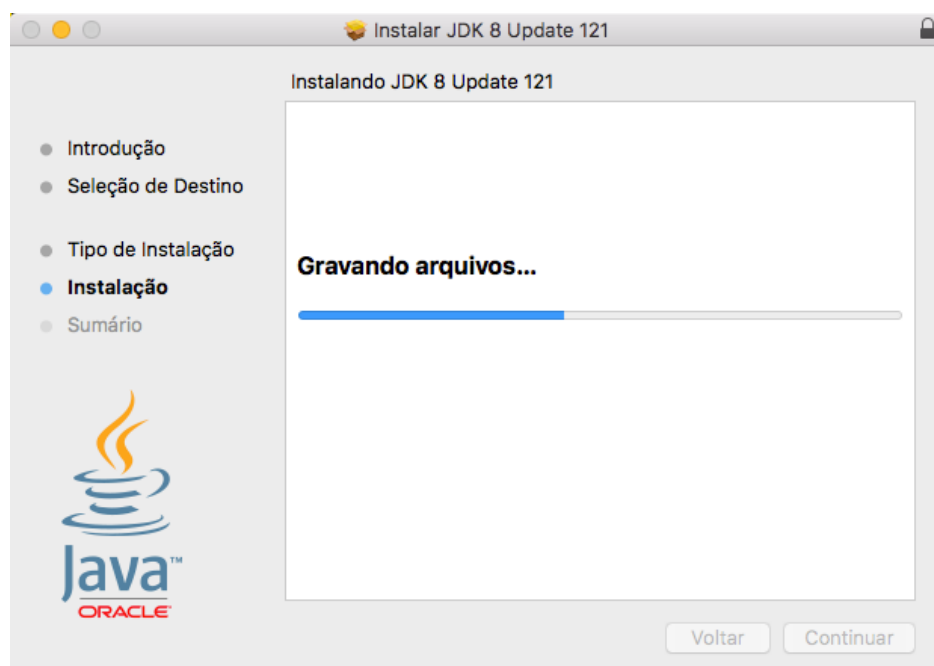 Instalar JDK 8 Update 121
Instalando JDK 8 Update 121
Introdução
Seleção de Destino
Tipo de Instalação
Instalação
Sumário
Gravando arquivos...
Java™
ORACLE
Voltar
Continuar